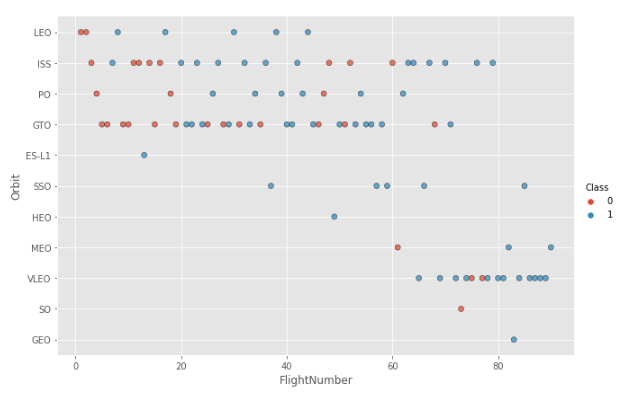 LEO
ISS
PO
GTO
ES-L1
SSO
HEO
MEO
VLEO
SO
GEO
Orbit
0 20 40 60 80
FlightNumber
Class
0
1